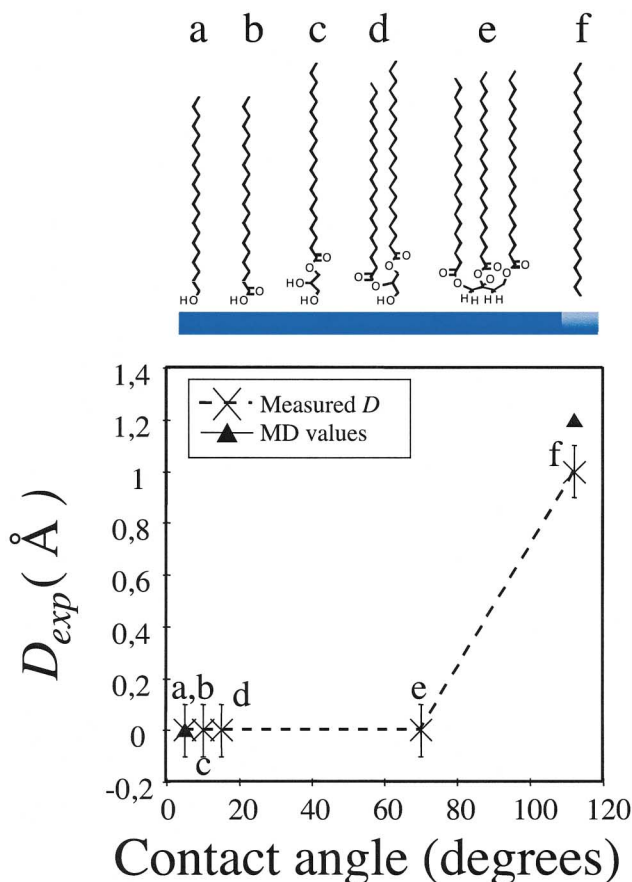 a b c d e f
O
O O
HO O O O O O
O O O O
HO HO O HO HO H H H H
1,4
1,2
1
0,8
0,6
0,4
0,2
0
-0,2
Measured D
MD values
f
a,b d e
c
D_exp ( Å )
0 20 40 60 80 100 120
Contact angle (degrees)